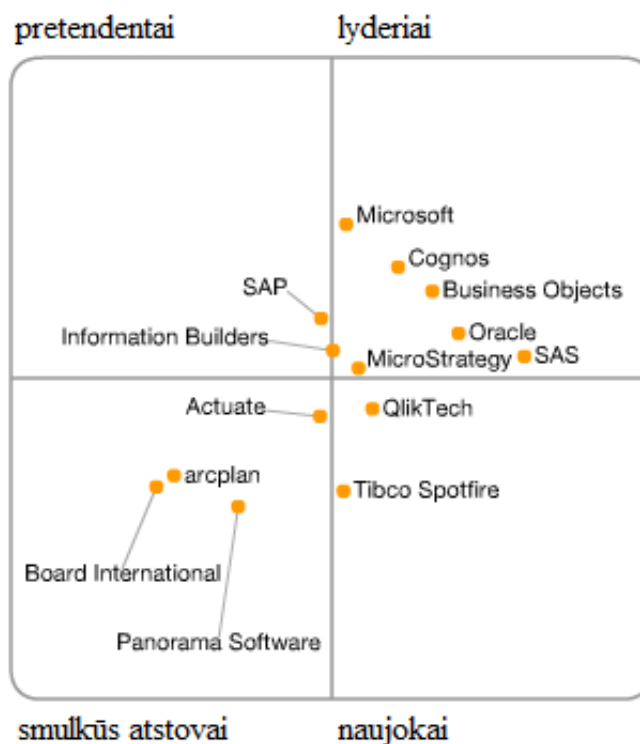 pretendentai
lyderiai
Microsoft
Cognos
SAP
Business Objects
Information Builders
Oracle
MicroStrategy
SAS
Actuate
QlikTech
arcplan
Tibco Spotfire
Board International
Panorama Software
smulkūs atstovai
naujokai